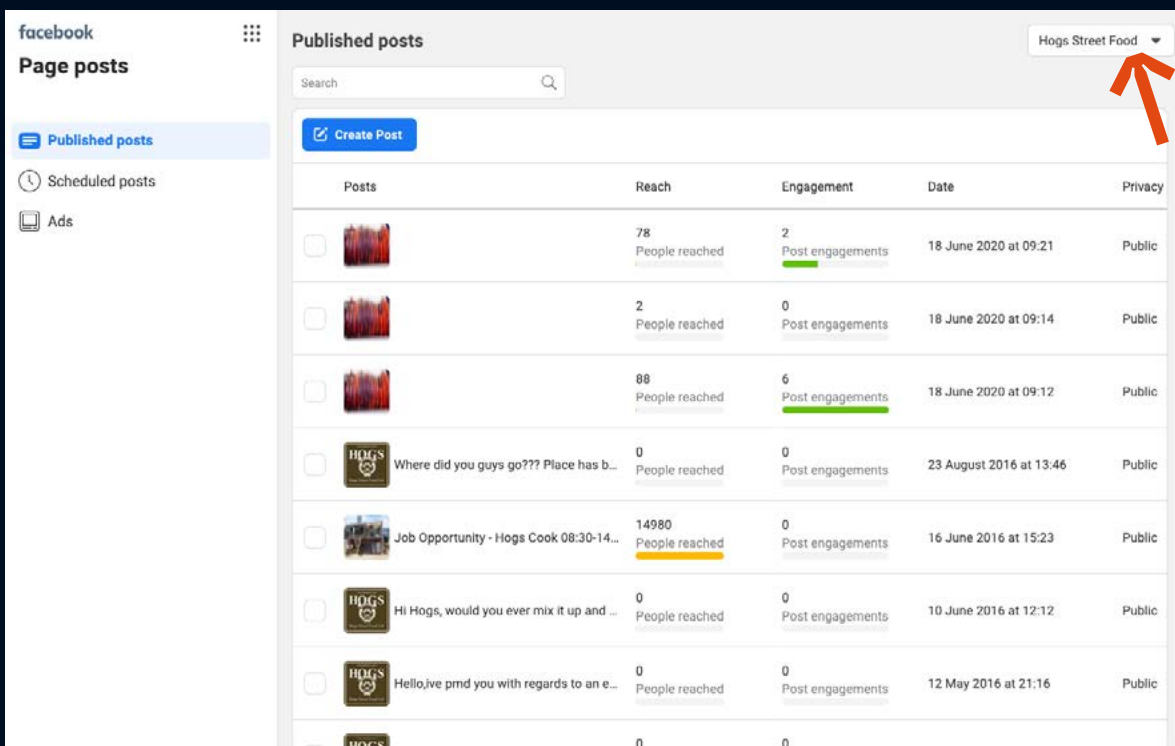 facebook
Page posts
Published posts
Scheduled posts
Ads
Published posts
Hogs Street Food
Search
Create Post
Posts Reach Engagement Date Privacy
78 2
People reached Post engagements 18 June 2020 at 09:21 Public
2 0
People reached Post engagements 18 June 2020 at 09:14 Public
88 6
People reached Post engagements 18 June 2020 at 09:12 Public
HOGS
0 0
Where did you guys go??? Place has b... People reached Post engagements 23 August 2016 at 13:46 Public
14980 0
Job Opportunity - Hogs Cook 08:30-14... People reached Post engagements 16 June 2016 at 15:23 Public
HOGS
0 0
Hi Hogs, would you ever mix it up and ... People reached Post engagements 10 June 2016 at 12:12 Public
HOGS
0 0
Hello,ive pmd you with regards to an e... People reached Post engagements 12 May 2016 at 21:16 Public
HOGS
0 0